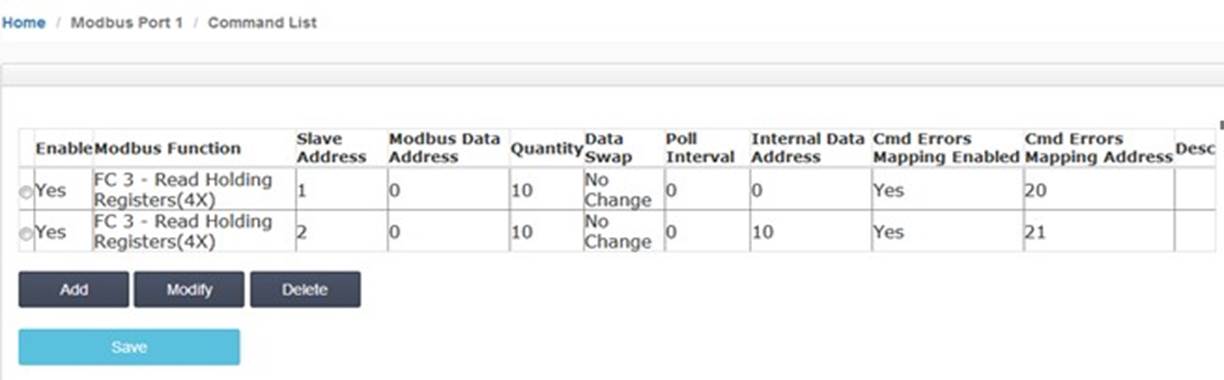 Home / Modbus Port 1 / Command List
Enable Modbus Function Slave Address Modbus Data Address Quantity Data Swap Poll Interval Internal Data Address Cmd Errors Mapping Enabled Cmd Errors Mapping Address Desc
Yes FC 3 - Read Holding Registers(4X) 1 0 10 No Change 0 0 Yes 20
Yes FC 3 - Read Holding Registers(4X) 2 0 10 No Change 0 10 Yes 21
Add Modify Delete
Save